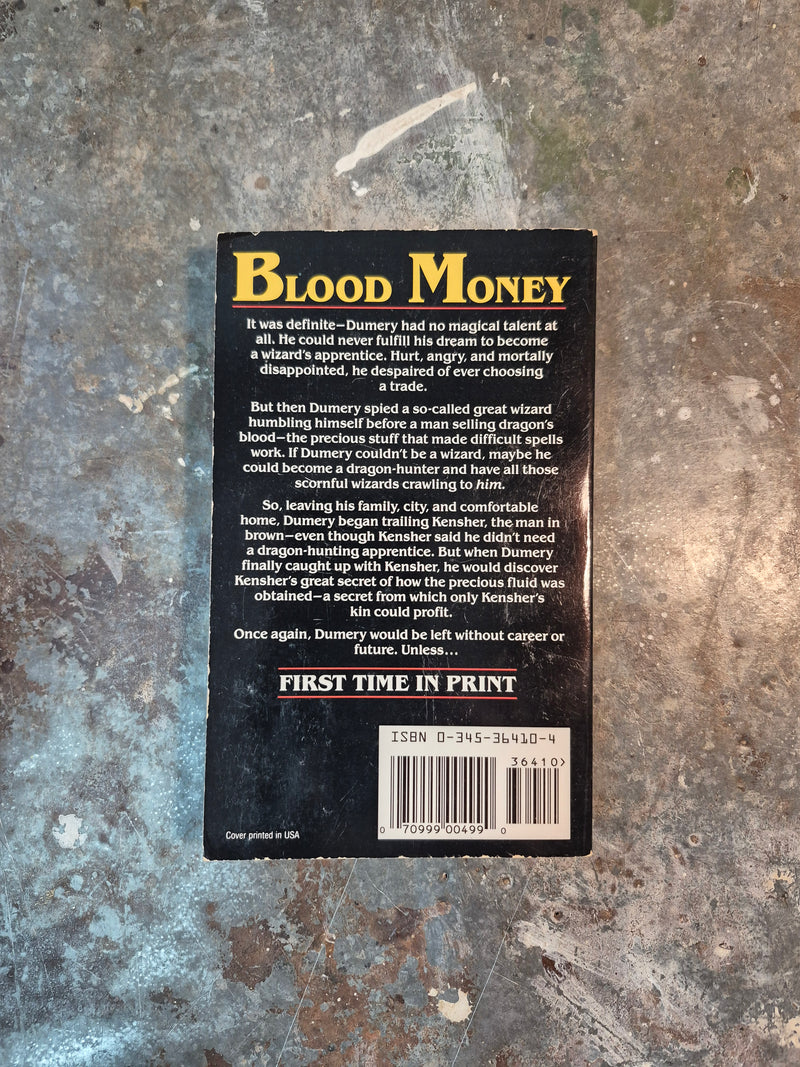 BLOOD MONEY
It was definite—Dumery had no magical talent at
all. He could never fulfill his dream to become
a wizard's apprentice. Hurt, angry, and mortally
disappointed, he despaired of ever choosing
a trade.
But then Dumery spied a so-called great wizard
humbling himself before a man selling dragon's
blood—the precious stuff that made difficult spells
work. If Dumery couldn't be a wizard, maybe he
could become a dragon-hunter and have all those
scornful wizards crawling to him.
So, leaving his family, city, and comfortable
home, Dumery began trailing Kensher, the man in
brown—even though Kensher said he didn't need
a dragon-hunting apprentice. But when Dumery
finally caught up with Kensher, he would discover
Kensher's great secret of how the precious fluid was
obtained—a secret from which only Kensher's
kin could profit.
Once again, Dumery would be left without career or
future. Unless...
FIRST TIME IN PRINT
ISBN 0-345-36410-4
36410>
0 70999 00499 0
Cover printed in USA